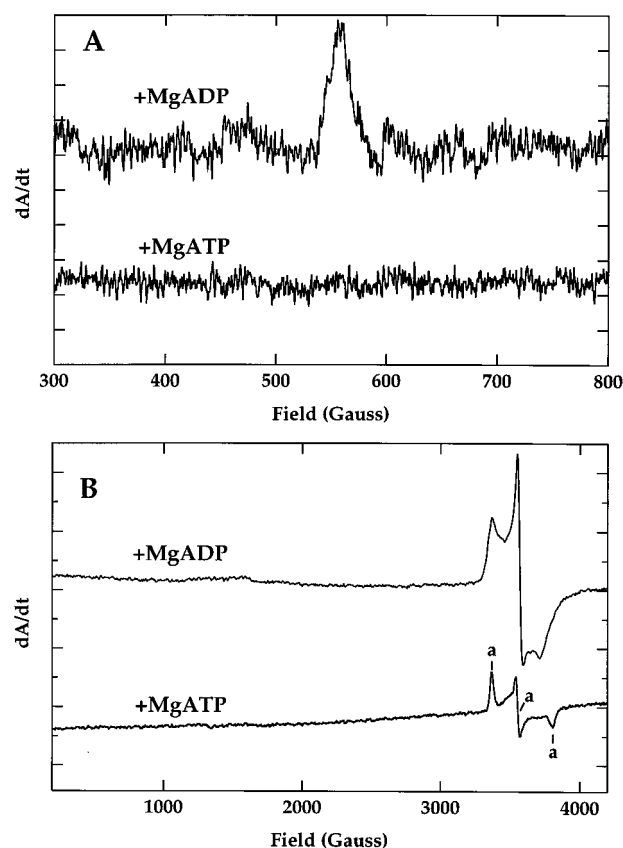 A
+MgADP
+MgATP
dA/dt
300 400 500 600 700 800
Field (Gauss)
B
+MgADP
+MgATP
a
a
a
dA/dt
1000 2000 3000 4000
Field (Gauss)